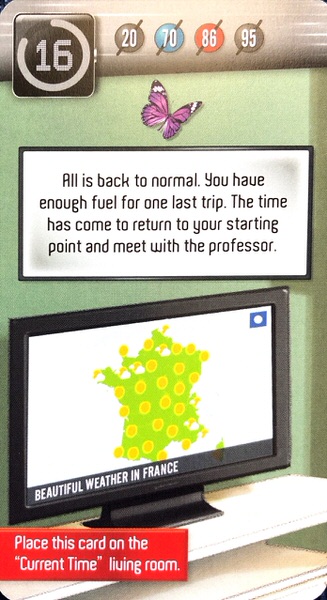 16
20 70 86 95
All is back to normal. You have
enough fuel for one last trip. The time
has come to return to your starting
point and meet with the professor.
BEAUTIFUL WEATHER IN FRANCE
Place this card on the
"Current Time" living room.